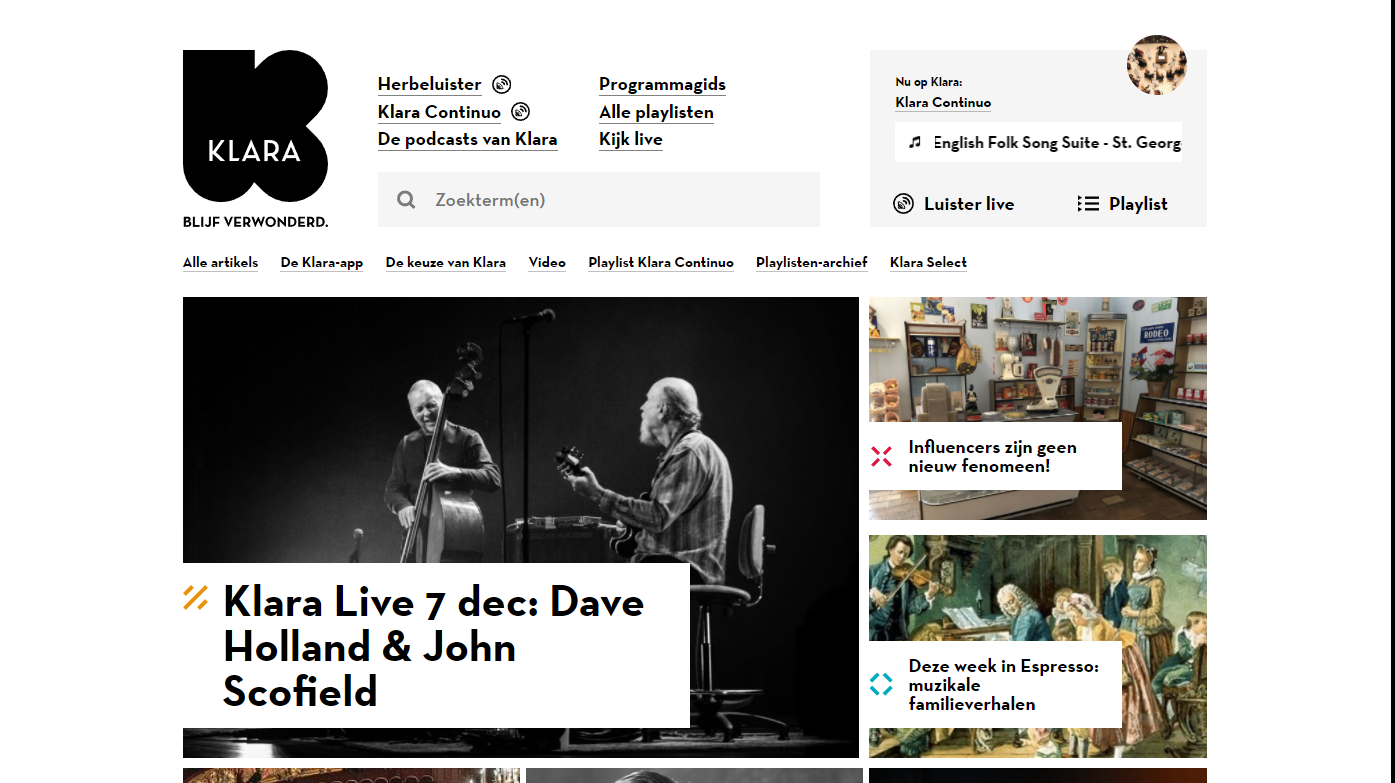 KLARA
BLIJF VERWONDERD.
Herbeluister
Klara Continuo
De podcasts van Klara
Programmagids
Alle playlisten
Kijk live
Zoekterm(en)
Nu op Klara:
Klara Continuo
English Folk Song Suite - St. Georg
Luister live
Playlist
Alle artikels
De Klara-app
De keuze van Klara
Video
Playlist Klara Continuo
Playlisten-archief
Klara Select
Klara Live 7 dec: Dave
Holland & John
Scofield
RODEO
Influencers zijn geen
nieuw fenomeen!
Deze week in Espresso:
muzikale
familieverhalen